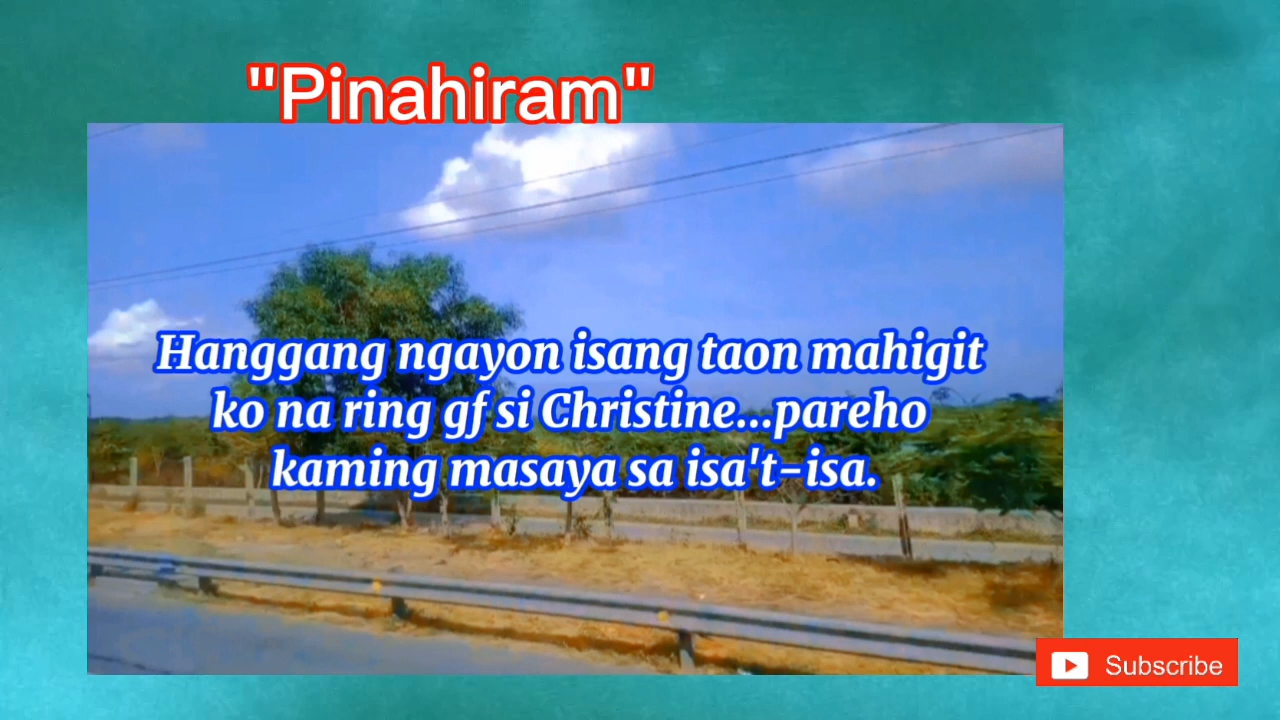 "Pinahiram"
Hanggang ngayon isang taon mahigit
ko na ring gf si Christine...pareho
kaming masaya sa isa't-isa.
Subscribe